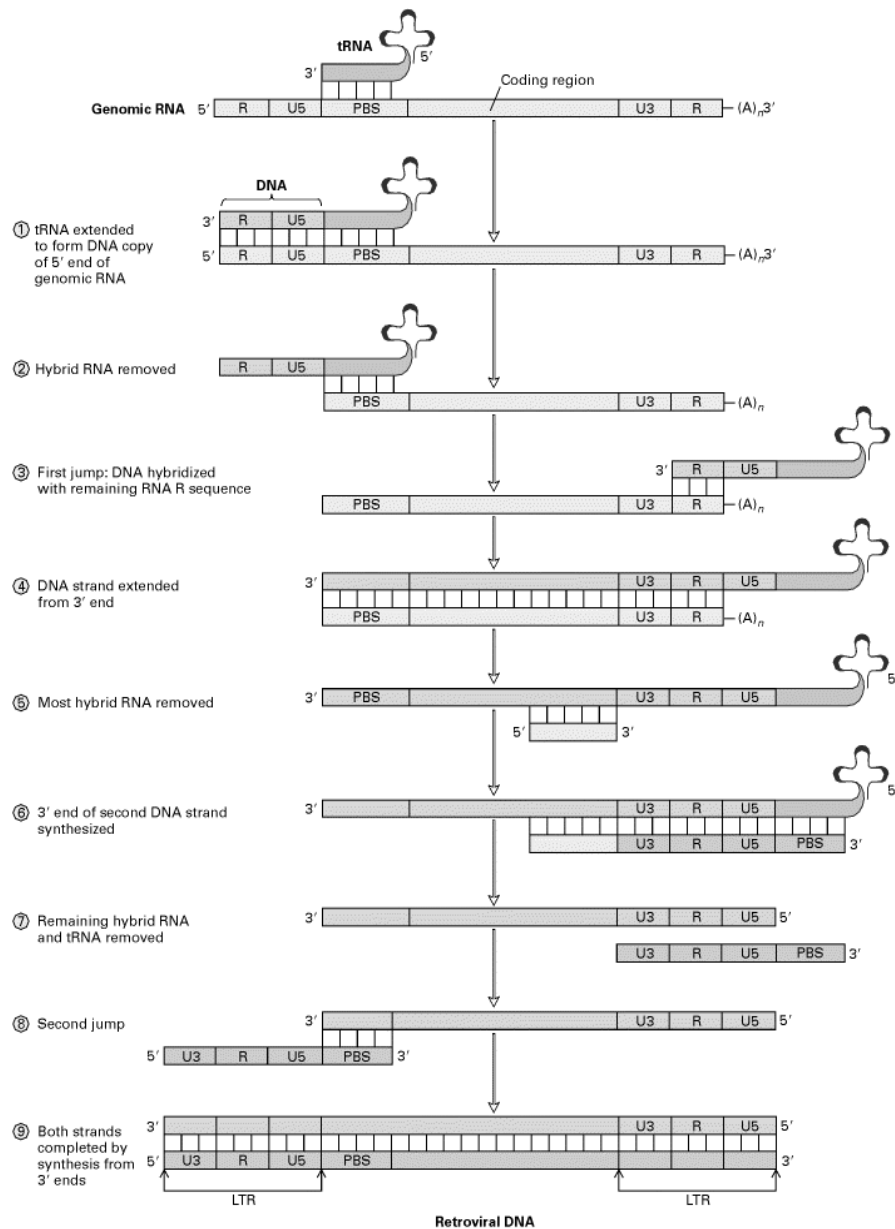 tRNA
3′ 5′
Coding region
Genomic RNA 5′ R U5 PBS U3 R (A)n3′
DNA
3′ R U5
5′ R U5 PBS U3 R (A)n3′
① tRNA extended
to form DNA copy
of 5′ end of
genomic RNA
R U5
② Hybrid RNA removed
PBS U3 R (A)n
③ First jump: DNA hybridized
with remaining RNA R sequence
3′ R U5
PBS U3 R (A)n
④ DNA strand extended
from 3′ end
3′ U3 R U5
PBS U3 R (A)n
⑤ Most hybrid RNA removed
3′ PBS U3 R U5 5
5′ 3′
⑥ 3′ end of second DNA strand
synthesized
3′ U3 R U5 5
U3 R U5 PBS 3′
⑦ Remaining hybrid RNA
and tRNA removed
3′ U3 R U5 5′
U3 R U5 PBS 3′
⑧ Second jump
3′ U3 R U5 5′
5′ U3 R U5 PBS 3′
⑨ Both strands
completed by
synthesis from
3′ ends
3′ U3 R U5 5′
5′ U3 R U5 PBS 3′
LTR LTR
Retroviral DNA